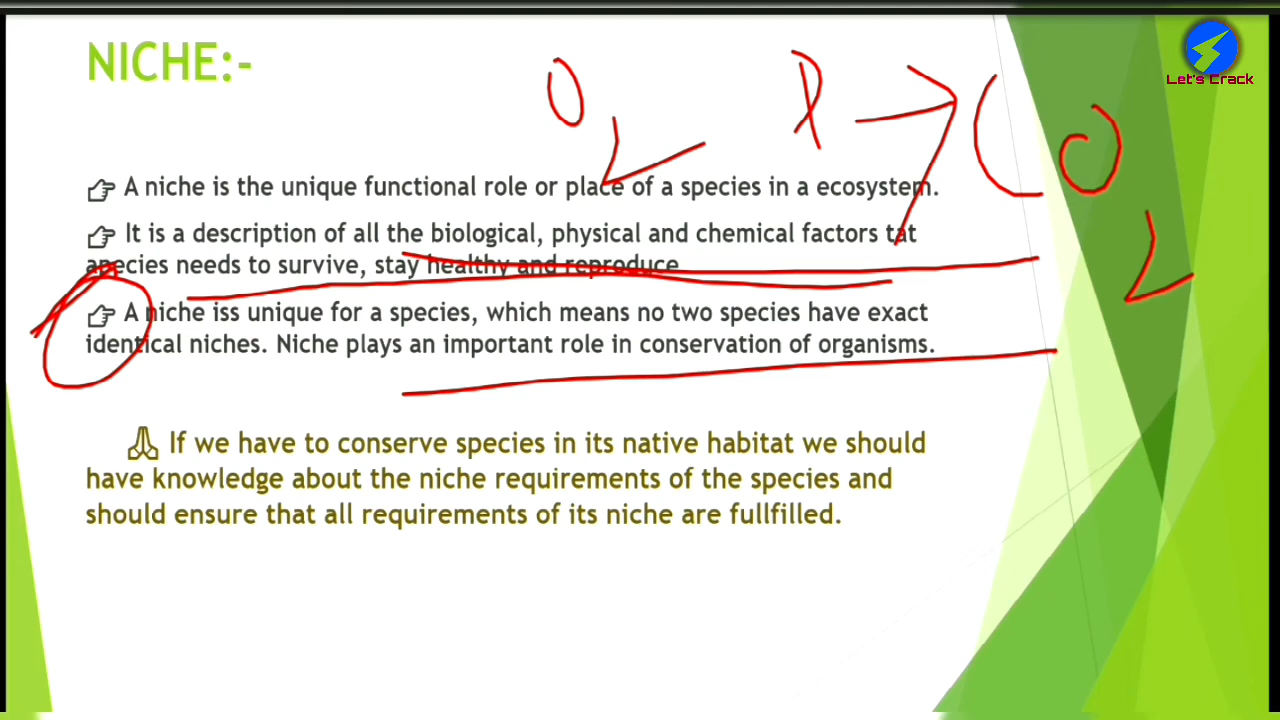 NICHE:-
Let's Crack
O2 P → CO2
A niche is the unique functional role or place of a species in a ecosystem.
It is a description of all the biological, physical and chemical factors tat
apecies needs to survive, stay healthy and reproduce
A niche iss unique for a species, which means no two species have exact
identical niches. Niche plays an important role in conservation of organisms.
If we have to conserve species in its native habitat we should
have knowledge about the niche requirements of the species and
should ensure that all requirements of its niche are fullfilled.